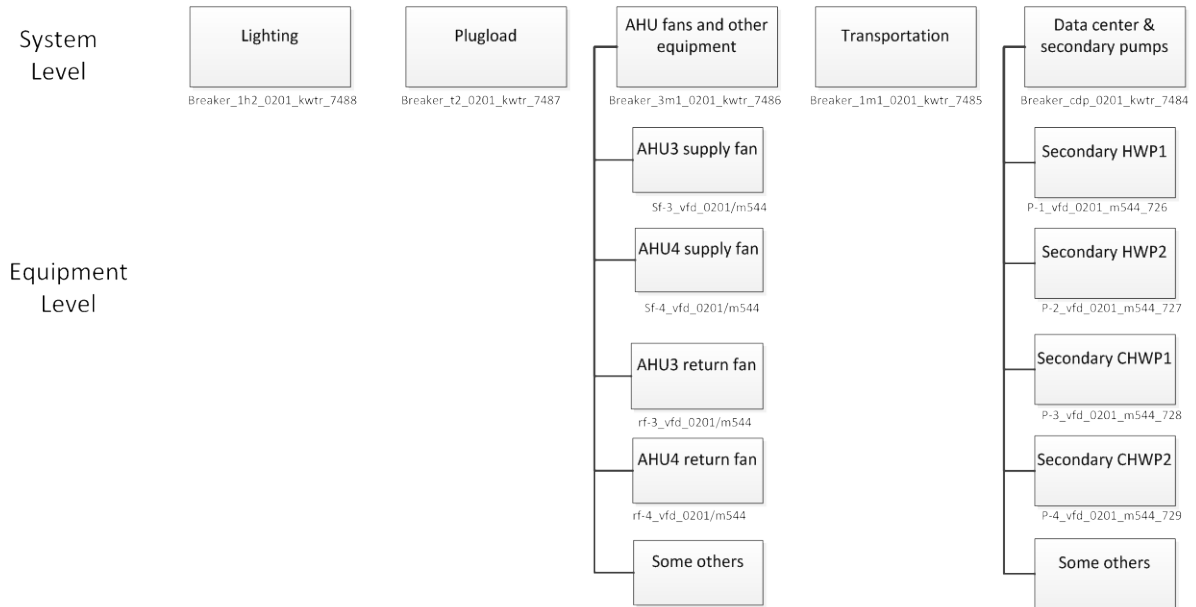 System
Level
Lighting
Plugload
AHU fans and other
equipment
Transportation
Data center &
secondary pumps
Breaker_1h2_0201_kwtr_7488
Breaker_t2_0201_kwtr_7487
Breaker_3m1_0201_kwtr_7486
Breaker_1m1_0201_kwtr_7485
Breaker_cdp_0201_kwtr_7484
Equipment
Level
AHU3 supply fan
Sf-3_vfd_0201/m544
AHU4 supply fan
Sf-4_vfd_0201/m544
AHU3 return fan
rf-3_vfd_0201/m544
AHU4 return fan
rf-4_vfd_0201/m544
Some others
Secondary HWP1
P-1_vfd_0201_m544_726
Secondary HWP2
P-2_vfd_0201_m544_727
Secondary CHWP1
P-3_vfd_0201_m544_728
Secondary CHWP2
P-4_vfd_0201_m544_729
Some others